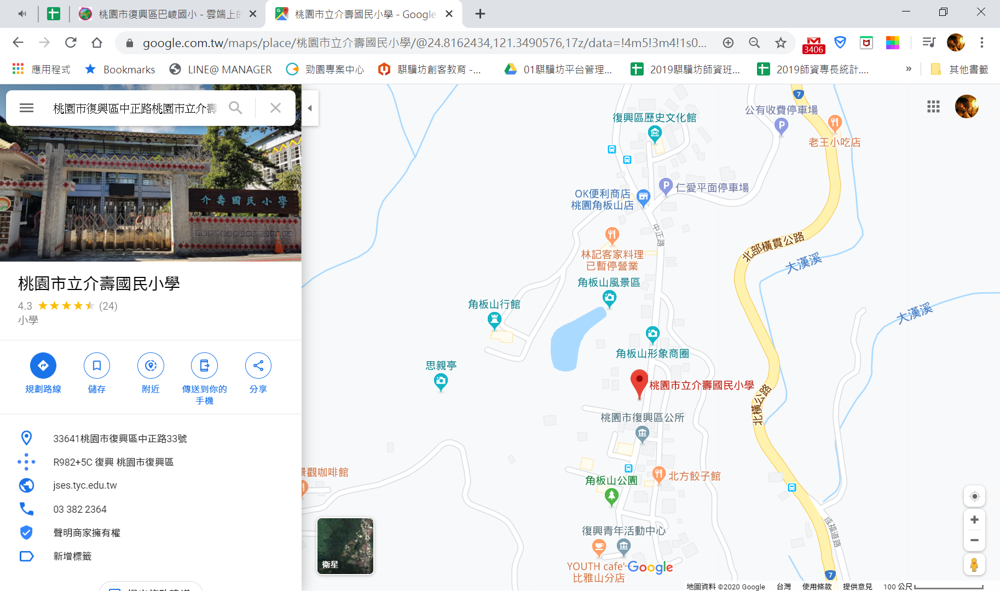 桃園市復興區巴崚國小 - 雲端上的
桃園市立介壽國民小學 - Google
google.com.tw/maps/place/桃園市立介壽國民小學/@24.8162434,121.3490576,17z/data=!4m5!3m4!1s0...
3406
應用程式
Bookmarks
LINE@ MANAGER
勁園專案中心
騏驥坊創客教育 -...
01騏驥坊平台管理...
2019騏驥坊師資班...
2019師資專長統計....
»
其他書籤
桃園市復興區中正路桃園市立介壽
介壽國民小學
桃園市立介壽國民小學
4.3 (24)
小學
規劃路線
儲存
附近
傳送到你的
手機
分享
33641桃園市復興區中正路33號
R982+5C 復興 桃園市復興區
jses.tyc.edu.tw
03 382 2364
聲明商家擁有權
新增標籤
7
公有收費停車場
P
復興區歷史文化館
老王小吃店
P
仁愛平面停車場
OK便利商店
桃園角板山店
中正路
林記客家料理
已暫停營業
北部橫貫公路
大漢溪
角板山風景區
角板山行館
大漢溪
角板山形象商圈
思親亭
桃園市立介壽國民小學
北橫公路
桃園市復興區公所
景觀咖啡館
北方餃子館
角板山公園
復興青年活動中心
成福道路
YOUTH cafe'-
比雅山分店
Google
衛星
7
地圖資料 ©2020 Google
台灣
使用條款
提供意見
100 公尺